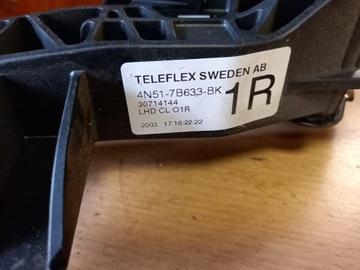 TELEFLEX SWEDEN AB
4N51-7B633-BK
30714144
LHD CL O1R
1R
2003 17 16:22:22